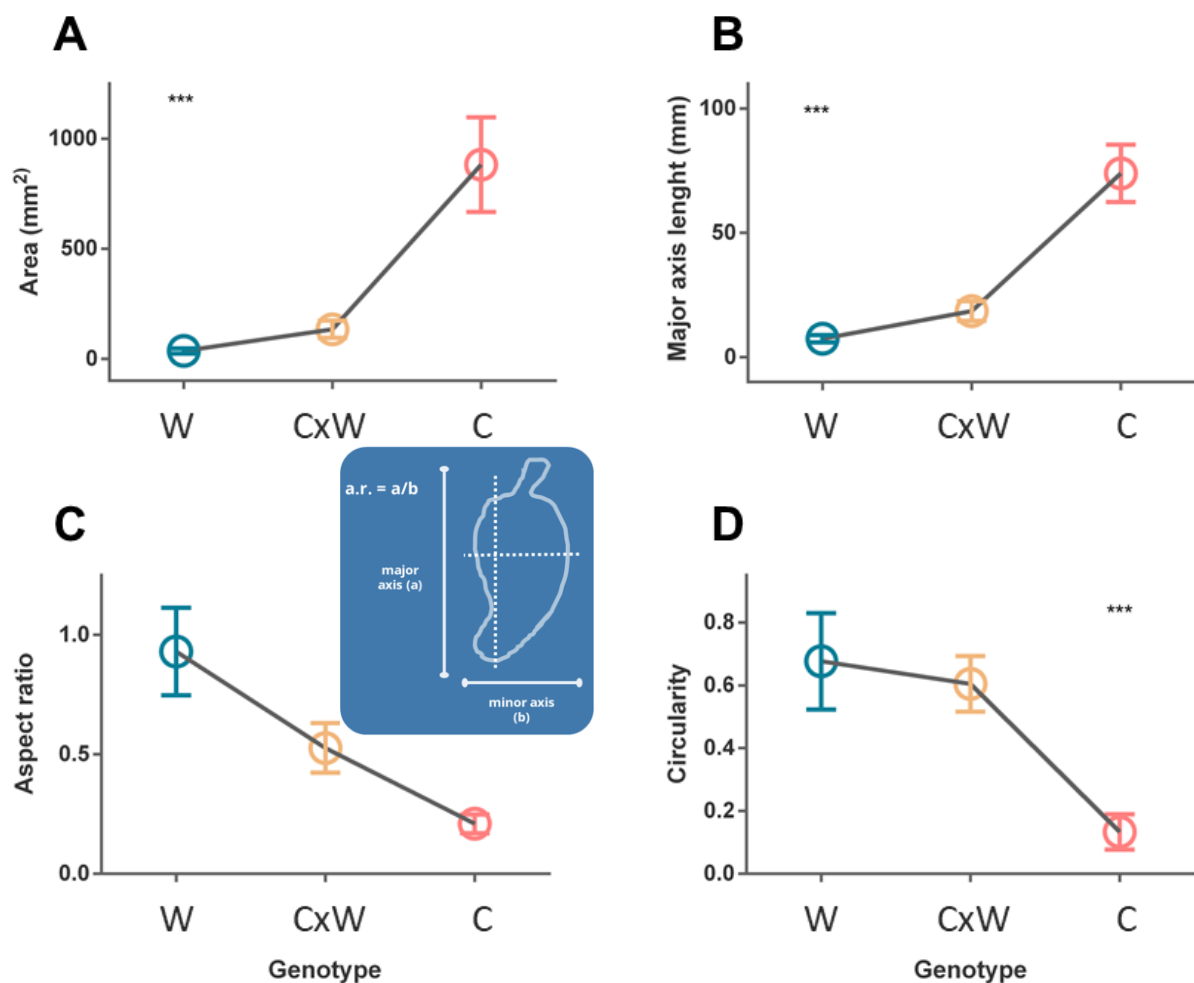 A
***
1000
500
0
Area (mm²)
W CxW C
B
***
100
50
0
Major axis lenght (mm)
W CxW C
C
1.0
0.5
0.0
Aspect ratio
W CxW C
Genotype
a.r. = a/b
major
axis (a)
minor axis
(b)
D
***
0.8
0.6
0.4
0.2
0.0
Circularity
W CxW C
Genotype